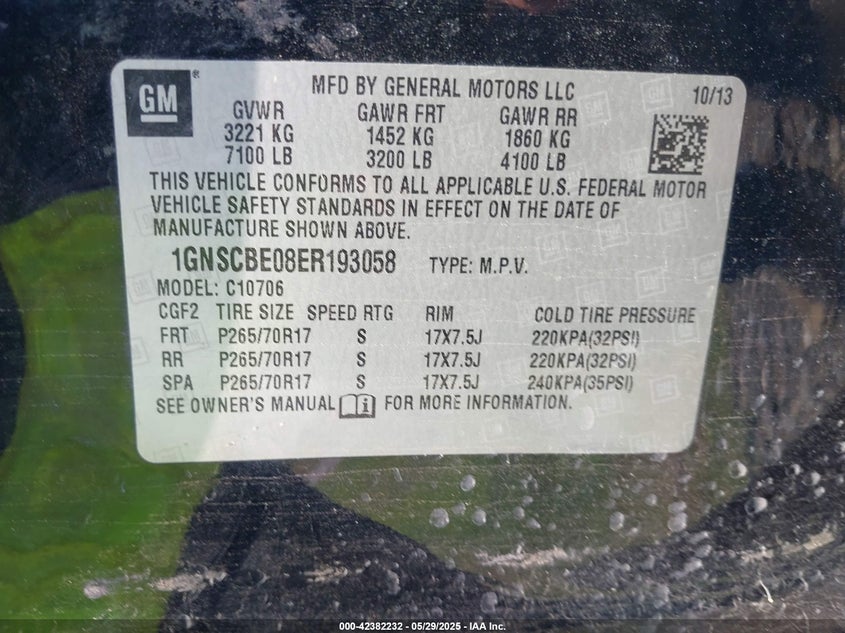 GM ®
MFD BY GENERAL MOTORS LLC 10/13
GVWR GAWR FRT GAWR RR
3221 KG 1452 KG 1860 KG
7100 LB 3200 LB 4100 LB
THIS VEHICLE CONFORMS TO ALL APPLICABLE U.S. FEDERAL MOTOR
VEHICLE SAFETY STANDARDS IN EFFECT ON THE DATE OF
MANUFACTURE SHOWN ABOVE.
1GNSCBE08ER193058 TYPE: M.P.V.
MODEL: C10706
CGF2 TIRE SIZE SPEED RTG RIM COLD TIRE PRESSURE
FRT P265/70R17 S 17X7.5J 220KPA(32PSI)
RR P265/70R17 S 17X7.5J 220KPA(32PSI)
SPA P265/70R17 S 17X7.5J 240KPA(35PSI)
SEE OWNER'S MANUAL i FOR MORE INFORMATION.
000-42382232 - 05/29/2025 - IAA Inc.